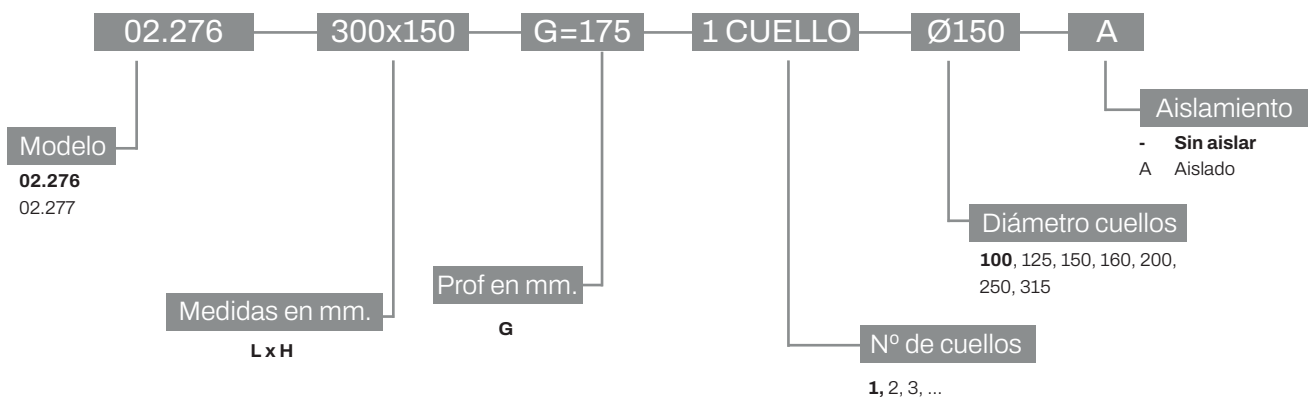 02.276 300x150 G=175 1 CUELLO Ø150 A
Modelo
02.276
02.277
Medidas en mm.
L x H
Prof en mm.
G
Nº de cuellos
1, 2, 3, ...
Diámetro cuellos
100, 125, 150, 160, 200,
250, 315
Aislamiento
- Sin aislar
A Aislado